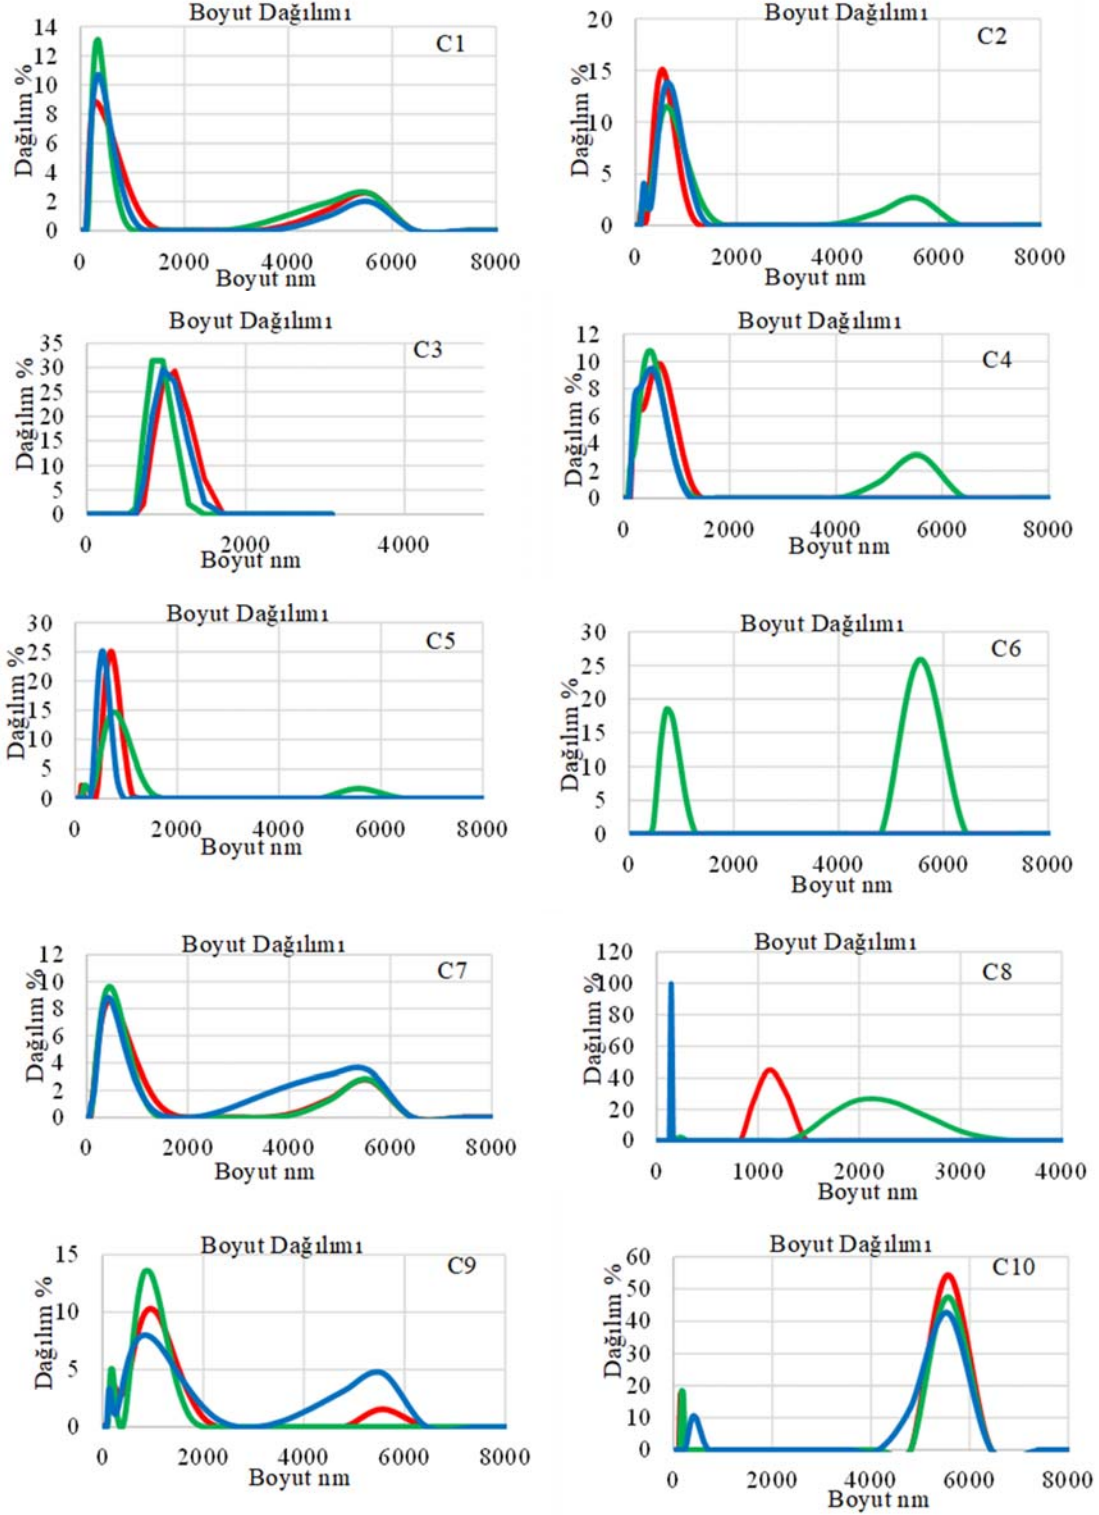 Boyut Dağılımı
C1
Dağılım %
14
12
10
8
6
4
2
0
0 2000 4000 6000 8000
Boyut nm
Boyut Dağılımı
C2
Dağılım %
20
15
10
5
0
0 2000 4000 6000 8000
Boyut nm
Boyut Dağılımı
C3
Dağılım %
35
30
25
20
15
10
5
0
0 2000 4000
Boyut nm
Boyut Dağılımı
C4
Dağılım %
12
10
8
6
4
2
0
0 2000 4000 6000 8000
Boyut nm
Boyut Dağılımı
C5
Dağılım %
30
25
20
15
10
5
0
0 2000 4000 6000 8000
Boyut nm
Boyut Dağılımı
C6
Dağılım %
30
25
20
15
10
5
0
0 2000 4000 6000 8000
Boyut nm
Boyut Dağılımı
C7
Dağılım %
12
10
8
6
4
2
0
0 2000 4000 6000 8000
Boyut nm
Boyut Dağılımı
C8
Dağılım %
120
100
80
60
40
20
0
0 1000 2000 3000 4000
Boyut nm
Boyut Dağılımı
C9
Dağılım %
15
10
5
0
0 2000 4000 6000 8000
Boyut nm
Boyut Dağılımı
C10
Dağılım %
60
50
40
30
20
10
0
0 2000 4000 6000 8000
Boyut nm